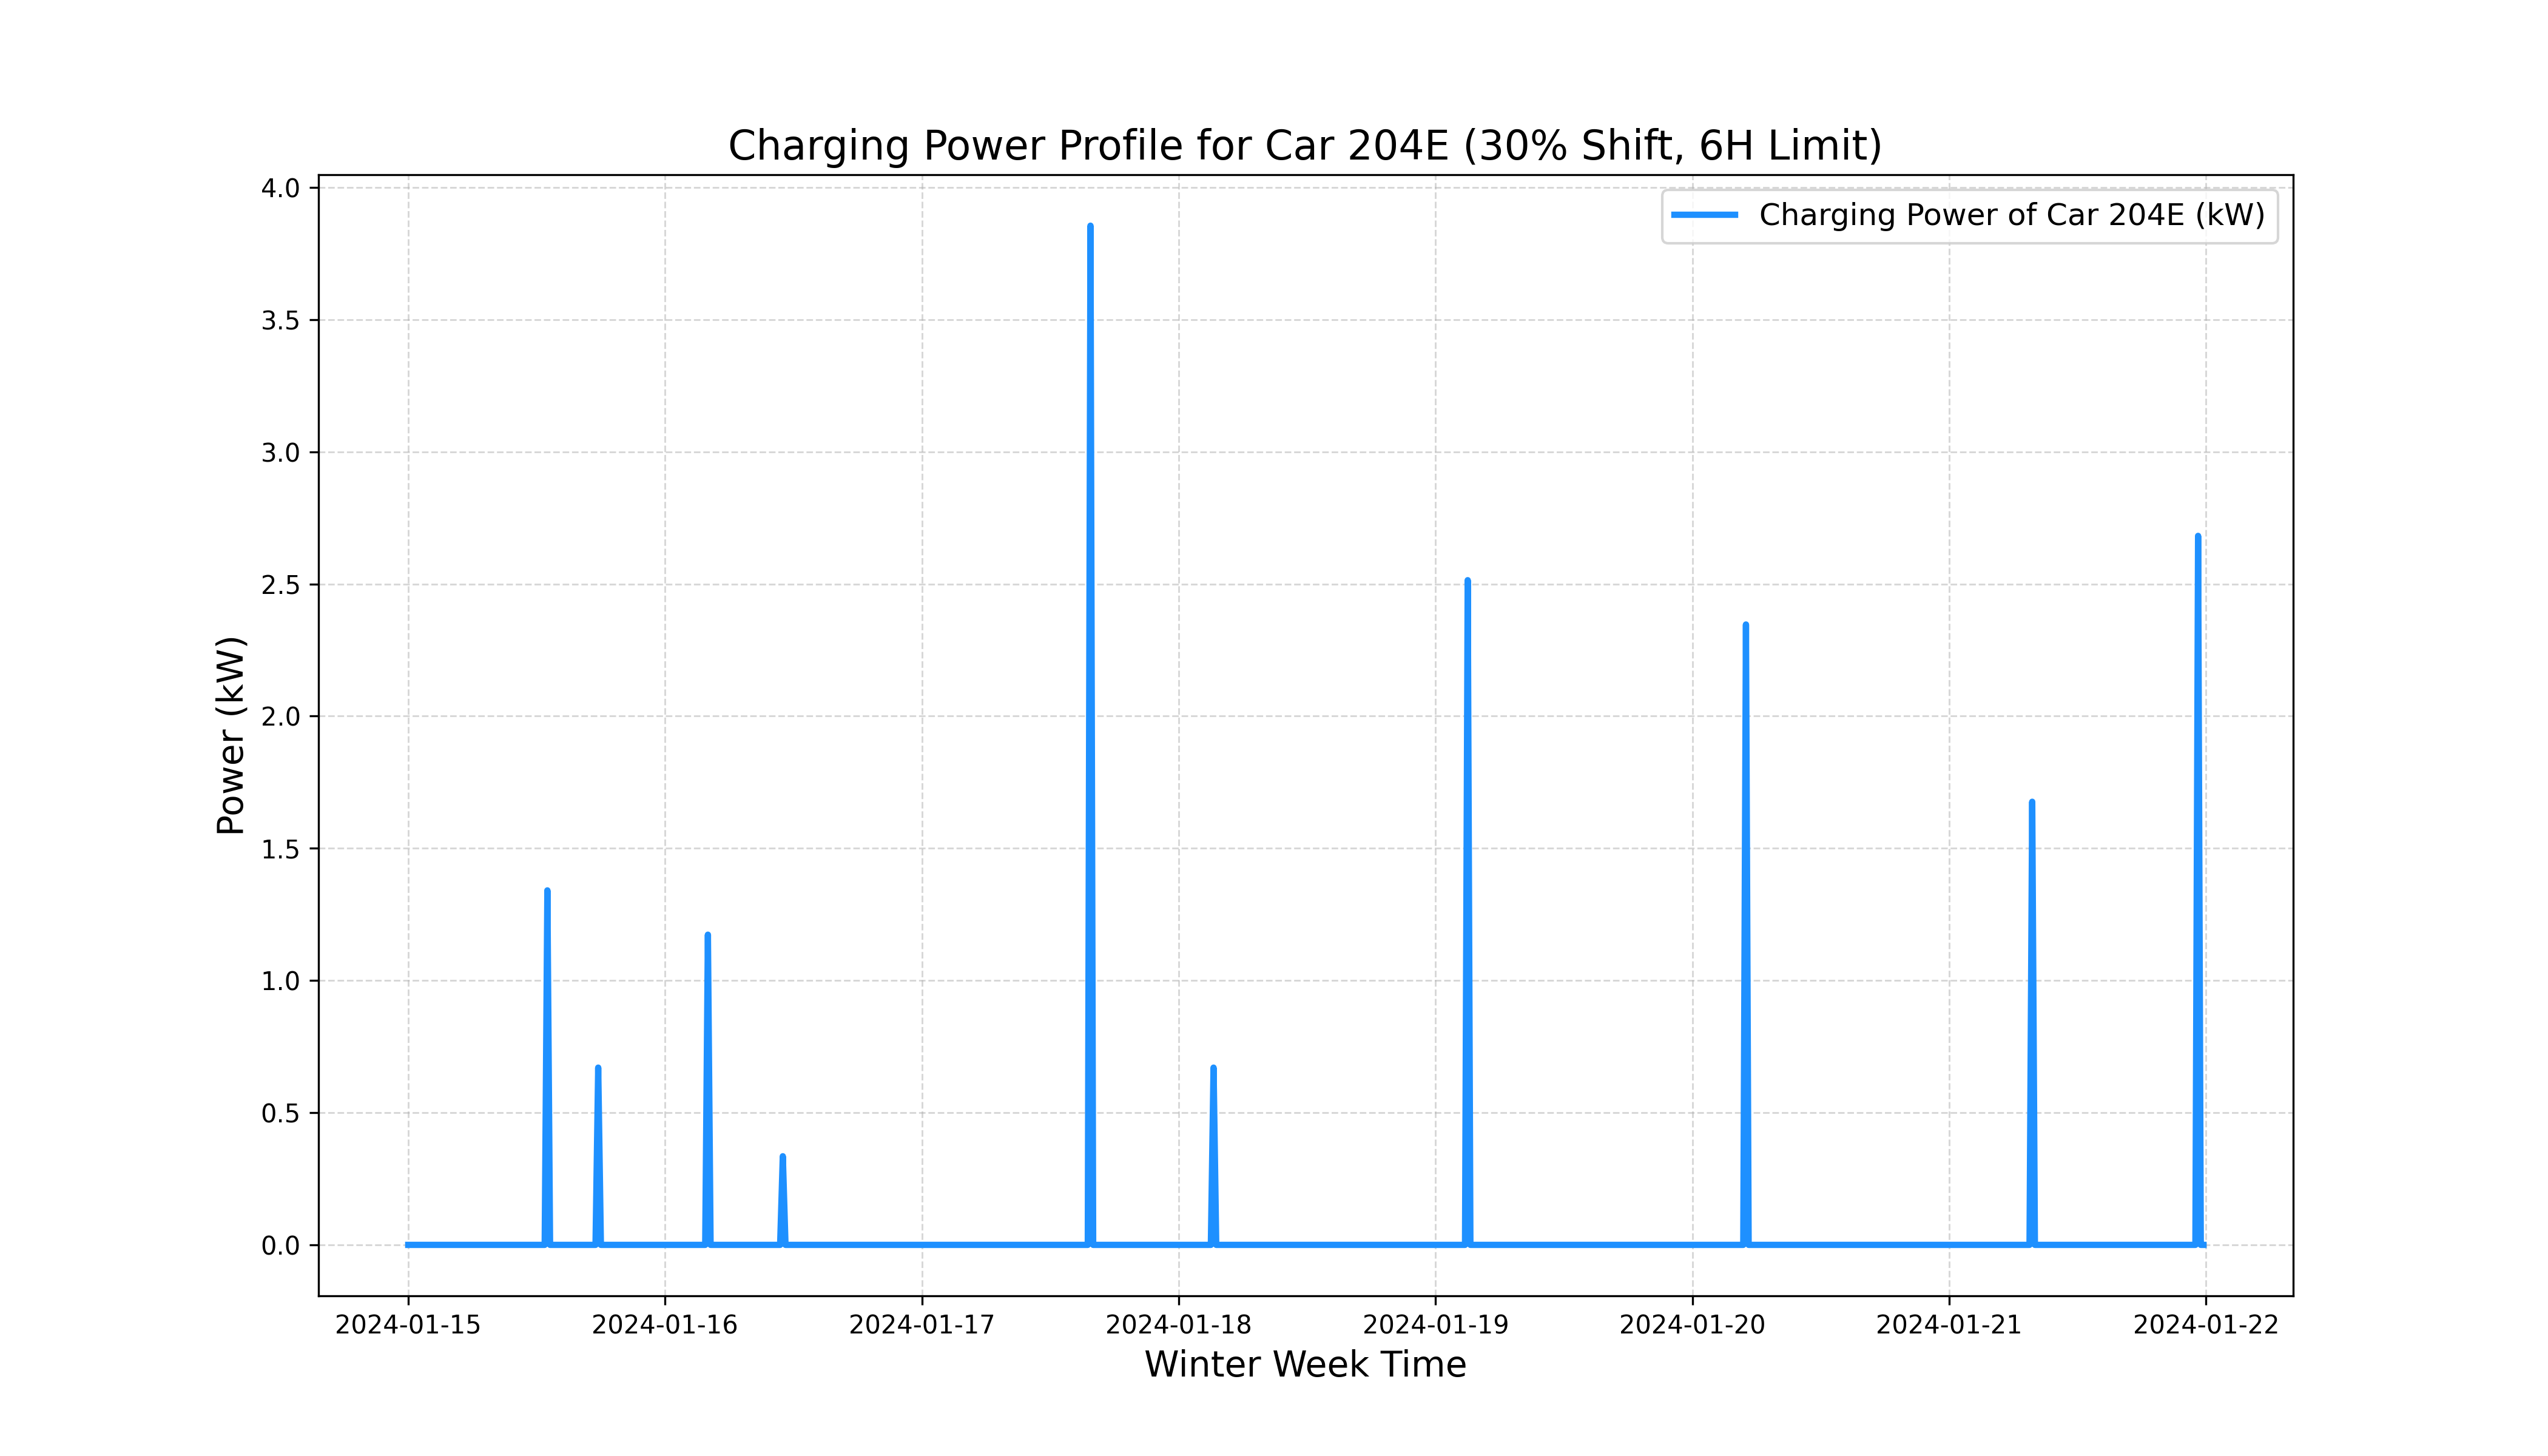 Charging Power Profile for Car 204E (30% Shift, 6H Limit)
Charging Power of Car 204E (kW)
Power (kW)
4.0
3.5
3.0
2.5
2.0
1.5
1.0
0.5
0.0
2024-01-15 2024-01-16 2024-01-17 2024-01-18 2024-01-19 2024-01-20 2024-01-21 2024-01-22
Winter Week Time